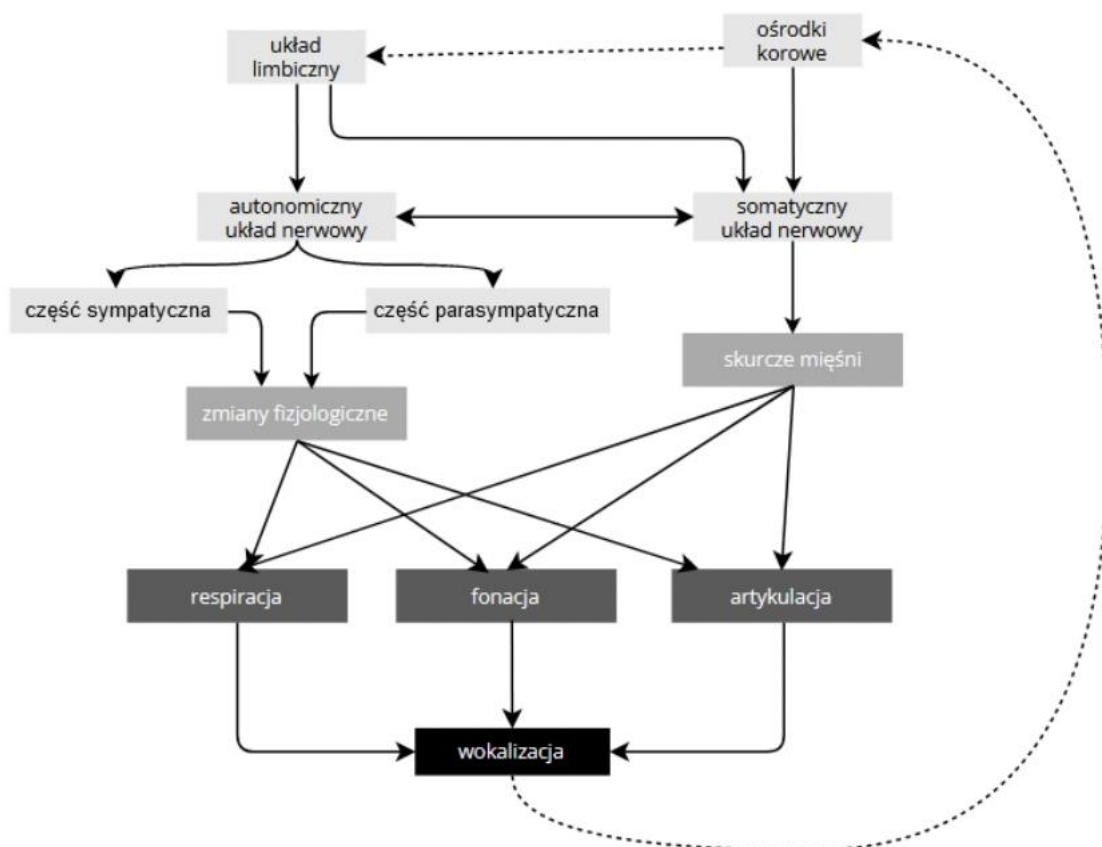 układ
limbiczny
ośrodki
korowe
autonomiczny
układ nerwowy
somatyczny
układ nerwowy
część sympatyczna
część parasympatyczna
skurcze mięśni
zmiany fizjologiczne
respiracja
fonacja
artykulacja
wokalizacja